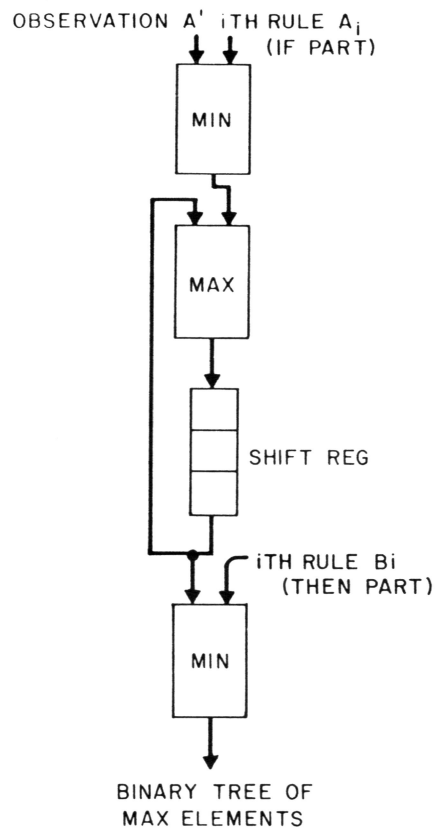 OBSERVATION A' iTH RULE Ai
(IF PART)
MIN
MAX
SHIFT REG
iTH RULE Bi
(THEN PART)
MIN
BINARY TREE OF
MAX ELEMENTS